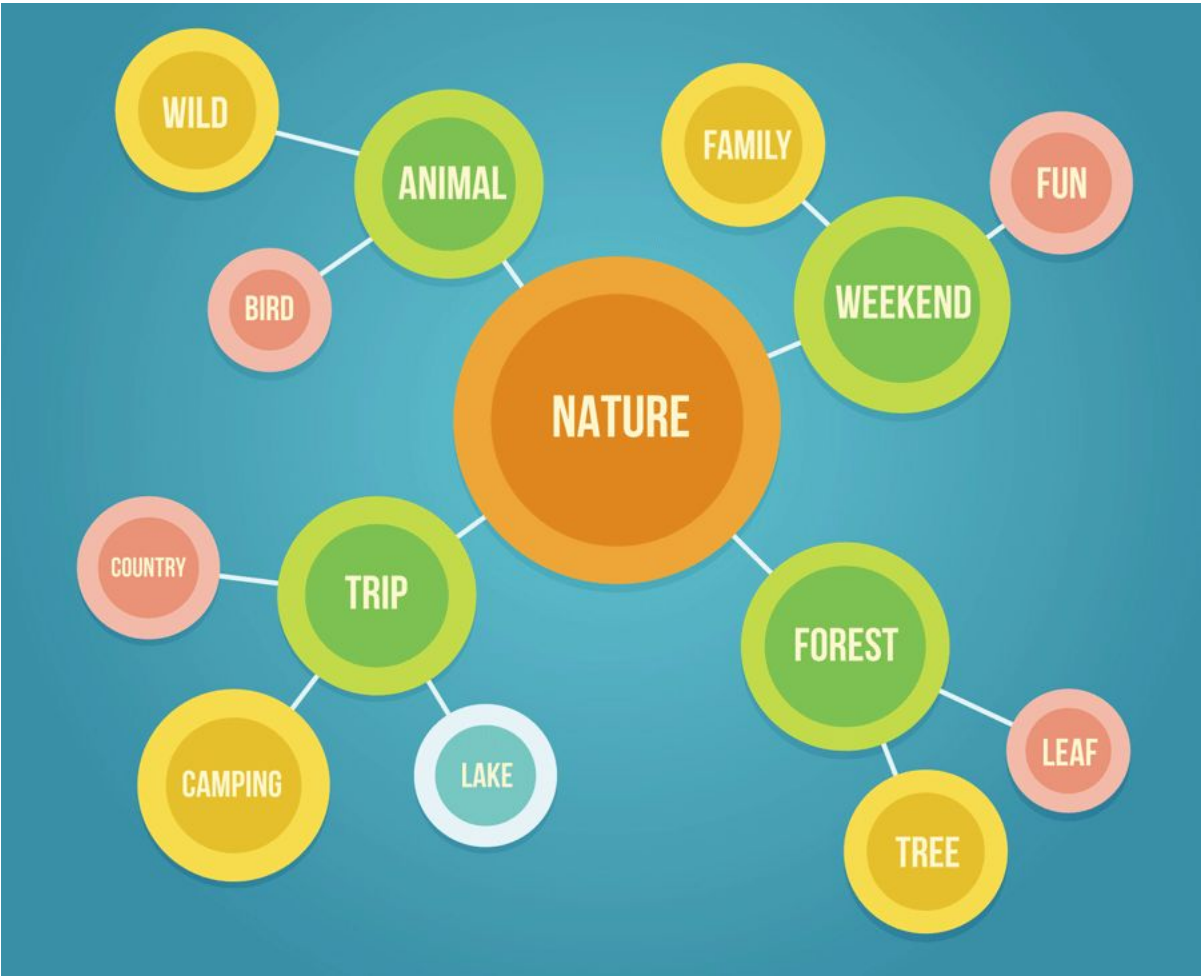 WILD
ANIMAL
BIRD
FAMILY
FUN
WEEKEND
NATURE
COUNTRY
TRIP
CAMPING
LAKE
FOREST
LEAF
TREE